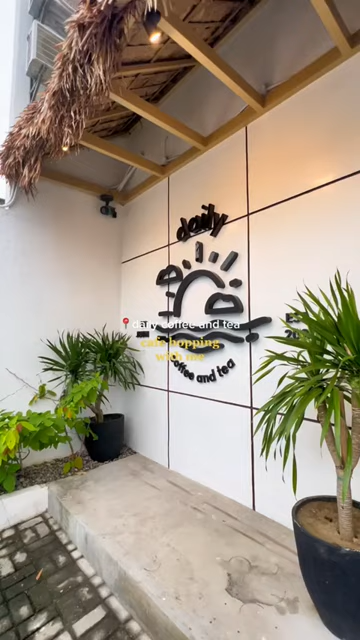 daily
📍daily coffee and tea
cafe hopping
with me
coffee and tea